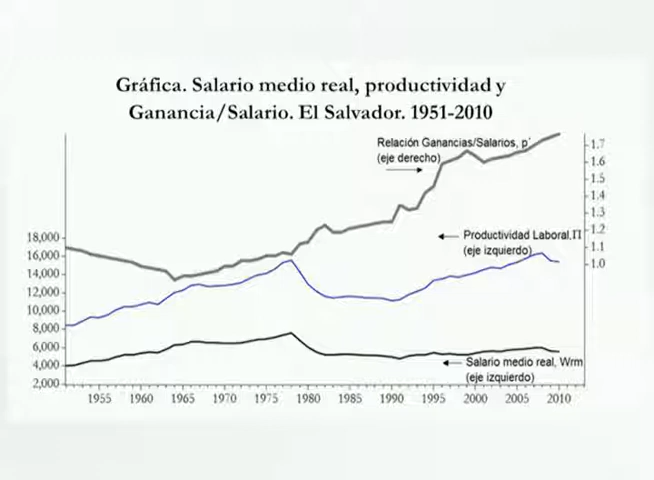 Gráfica. Salario medio real, productividad y
Ganancia/Salario. El Salvador. 1951-2010
Relación Ganancias/Salarios, p´
(eje derecho)
1.7
1.6
1.5
1.4
1.3
1.2
1.1
1.0
Productividad Laboral,Π
(eje izquierdo)
18,000
16,000
14,000
12,000
10,000
8,000
6,000
4,000
2,000
Salario medio real, Wrm
(eje izquierdo)
1955 1960 1965 1970 1975 1980 1985 1990 1995 2000 2005 2010